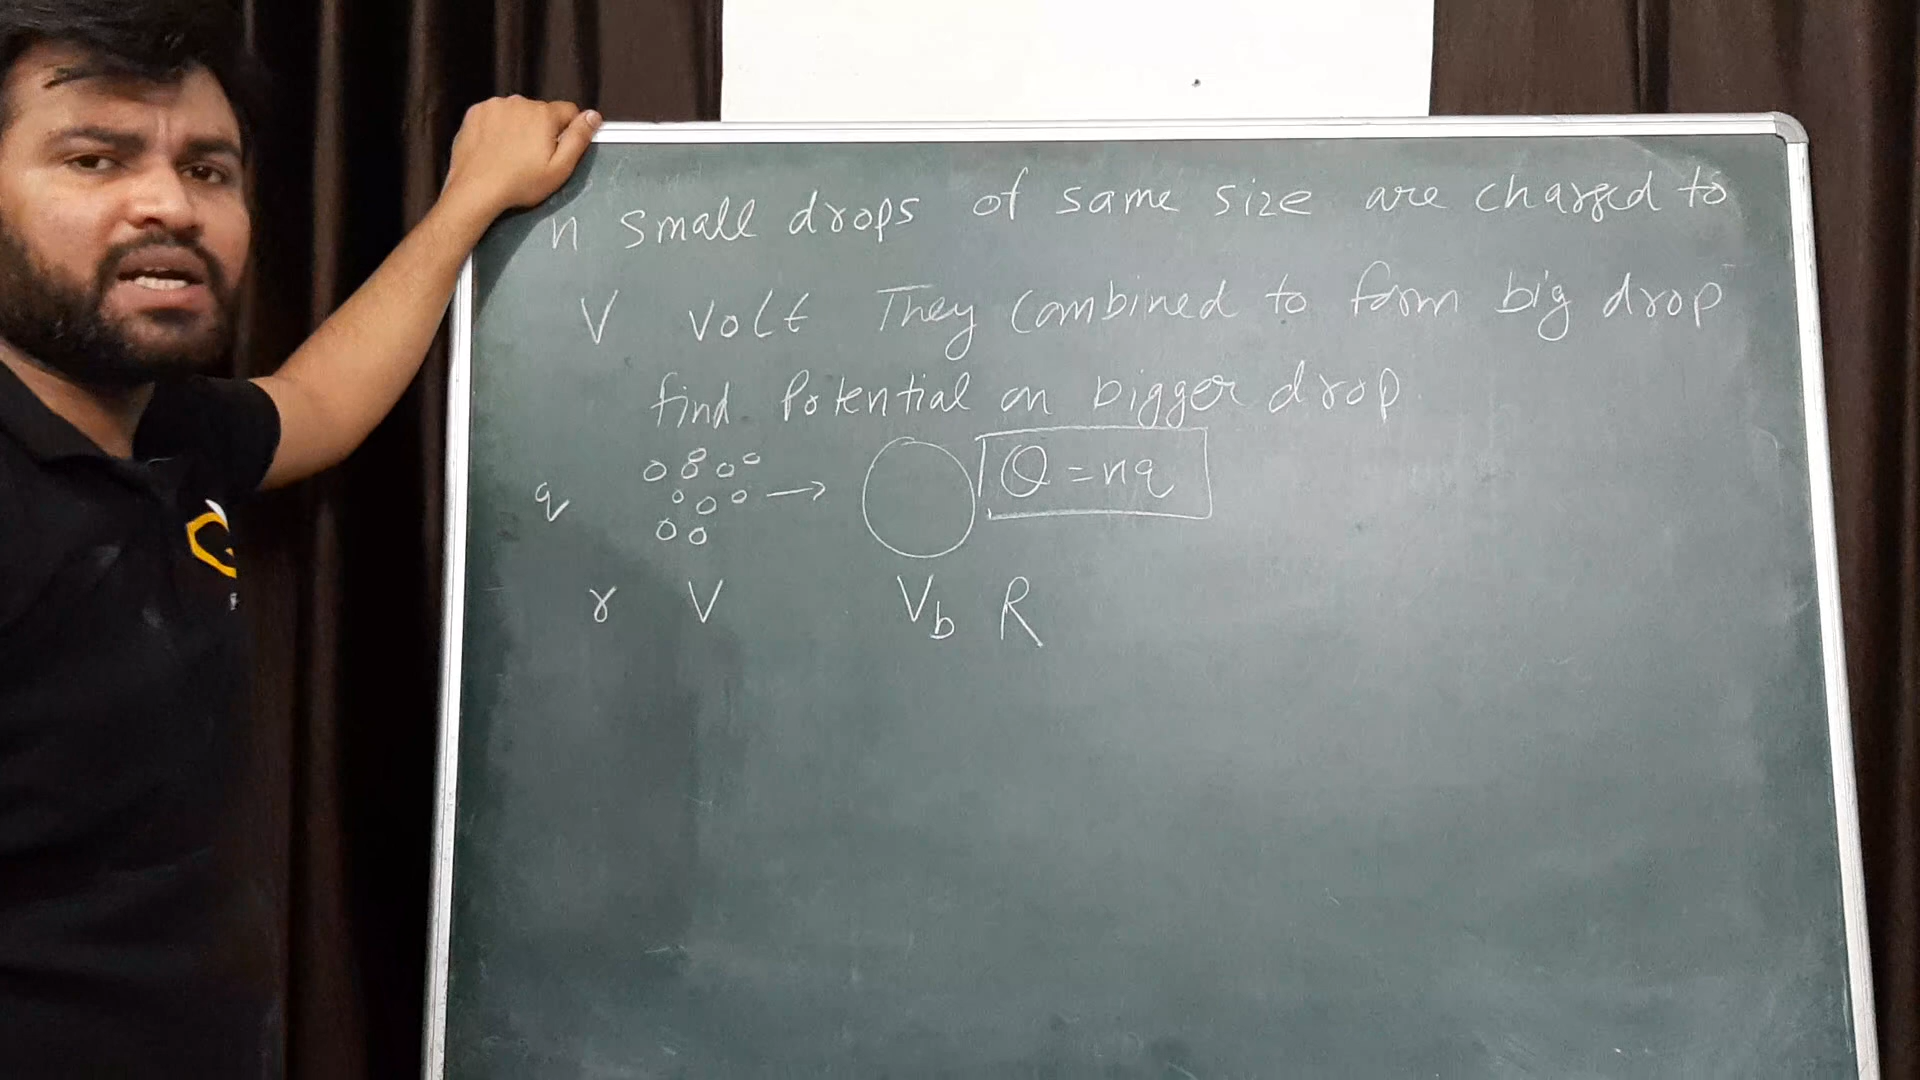 n small drops of same size are charged to
V volt They combined to form big drop
find Potential on bigger drop.
Q = nq
q
r V V_b R